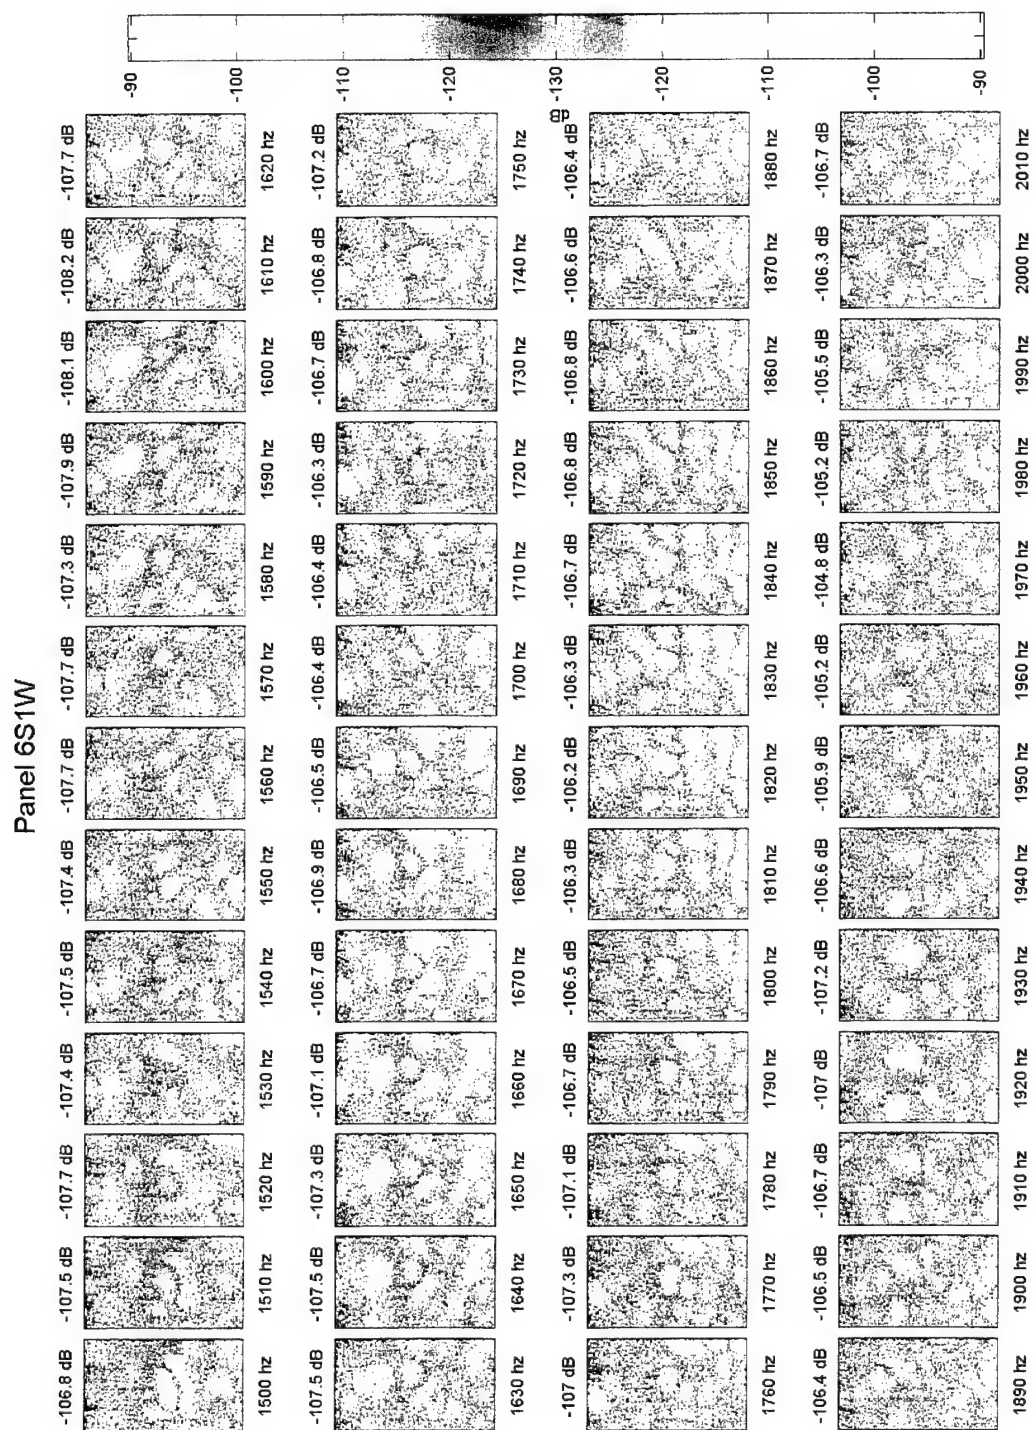 Panel 6S1W
-106.8 dB -107.5 dB -107.7 dB -107.4 dB -107.5 dB -107.4 dB -107.7 dB -107.7 dB -107.3 dB -107.9 dB -108.1 dB -108.2 dB -107.7 dB
1500 hz 1510 hz 1520 hz 1530 hz 1540 hz 1550 hz 1560 hz 1570 hz 1580 hz 1590 hz 1600 hz 1610 hz 1620 hz
-107.5 dB -107.5 dB -107.3 dB -107.1 dB -106.7 dB -106.9 dB -106.5 dB -106.4 dB -106.4 dB -106.3 dB -106.7 dB -106.8 dB -107.2 dB
1630 hz 1640 hz 1650 hz 1660 hz 1670 hz 1680 hz 1690 hz 1700 hz 1710 hz 1720 hz 1730 hz 1740 hz 1750 hz
-107 dB -107.3 dB -107.1 dB -106.7 dB -106.5 dB -106.3 dB -106.2 dB -106.3 dB -106.7 dB -106.8 dB -106.8 dB -106.6 dB -106.4 dB
1760 hz 1770 hz 1780 hz 1790 hz 1800 hz 1810 hz 1820 hz 1830 hz 1840 hz 1850 hz 1860 hz 1870 hz 1880 hz
-106.4 dB -106.5 dB -106.7 dB -107 dB -107.2 dB -106.6 dB -105.9 dB -105.2 dB -104.8 dB -105.2 dB -105.5 dB -106.3 dB -106.7 dB
1890 hz 1900 hz 1910 hz 1920 hz 1930 hz 1940 hz 1950 hz 1960 hz 1970 hz 1980 hz 1990 hz 2000 hz 2010 hz
-90
-100
-110
-120
-130
dB
-120
-110
-100
-90